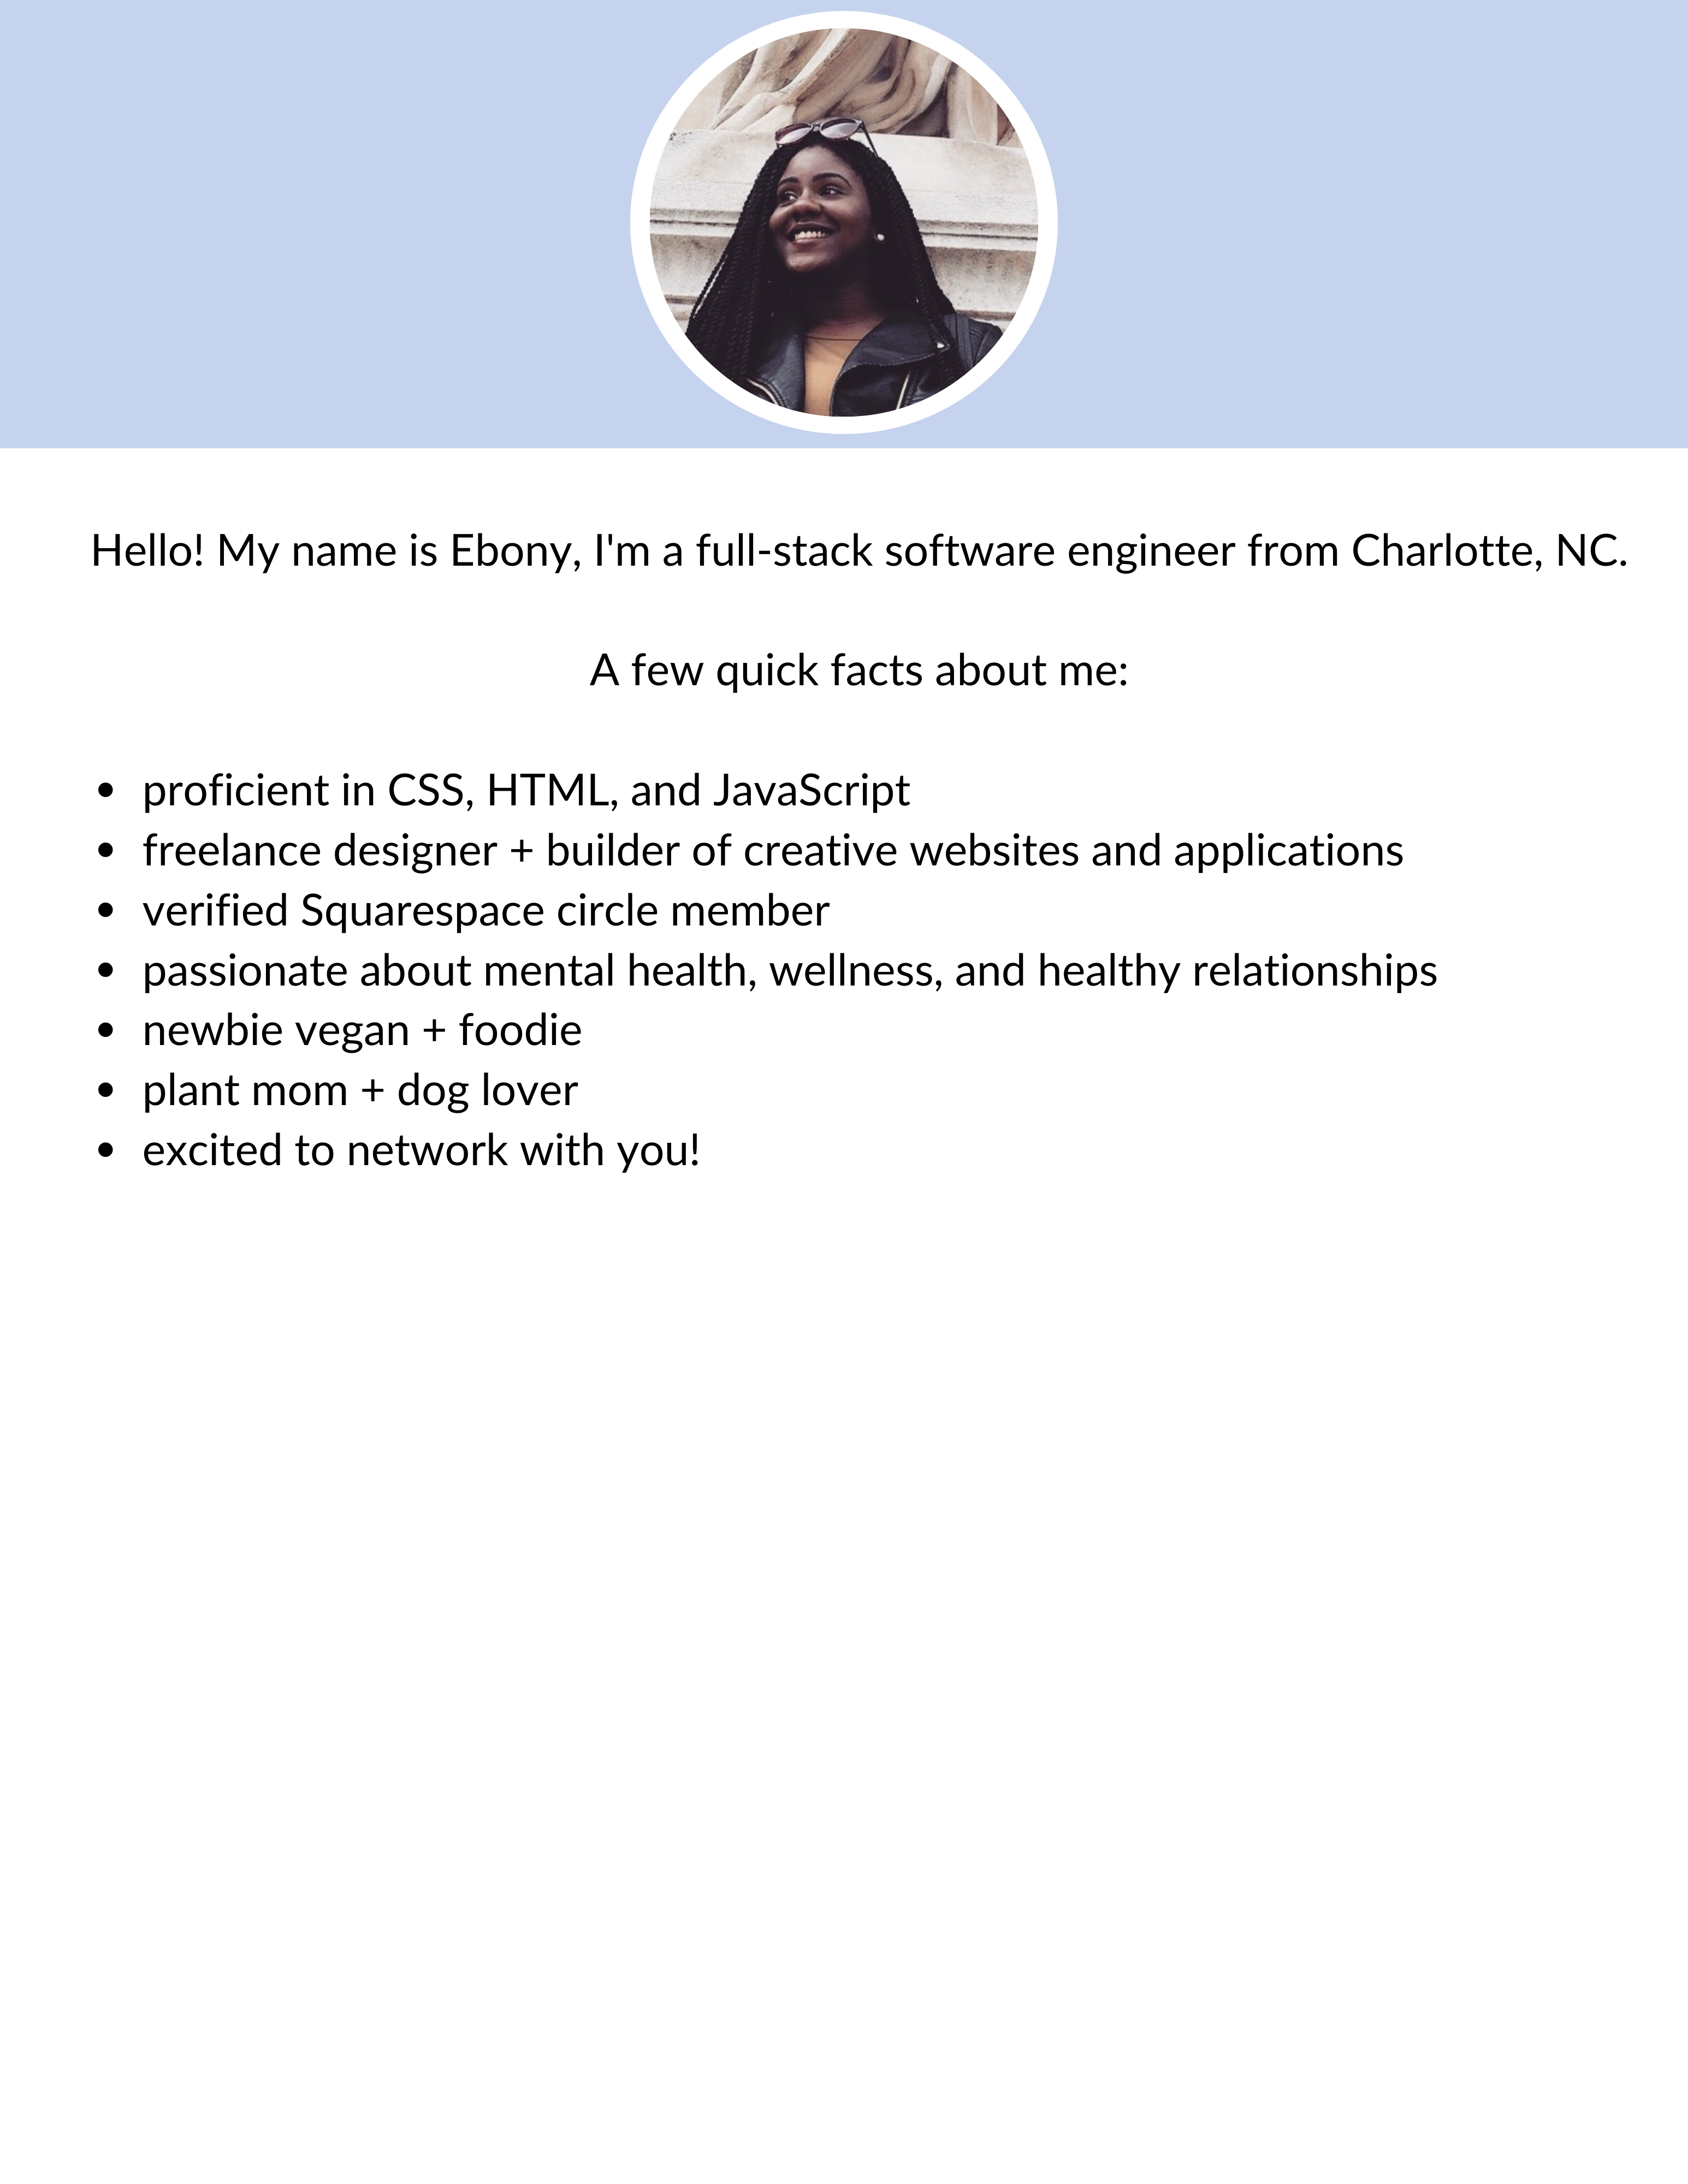 Hello! My name is Ebony, I'm a full-stack software engineer from Charlotte, NC.
A few quick facts about me:
• proficient in CSS, HTML, and JavaScript
• freelance designer + builder of creative websites and applications
• verified Squarespace circle member
• passionate about mental health, wellness, and healthy relationships
• newbie vegan + foodie
• plant mom + dog lover
• excited to network with you!